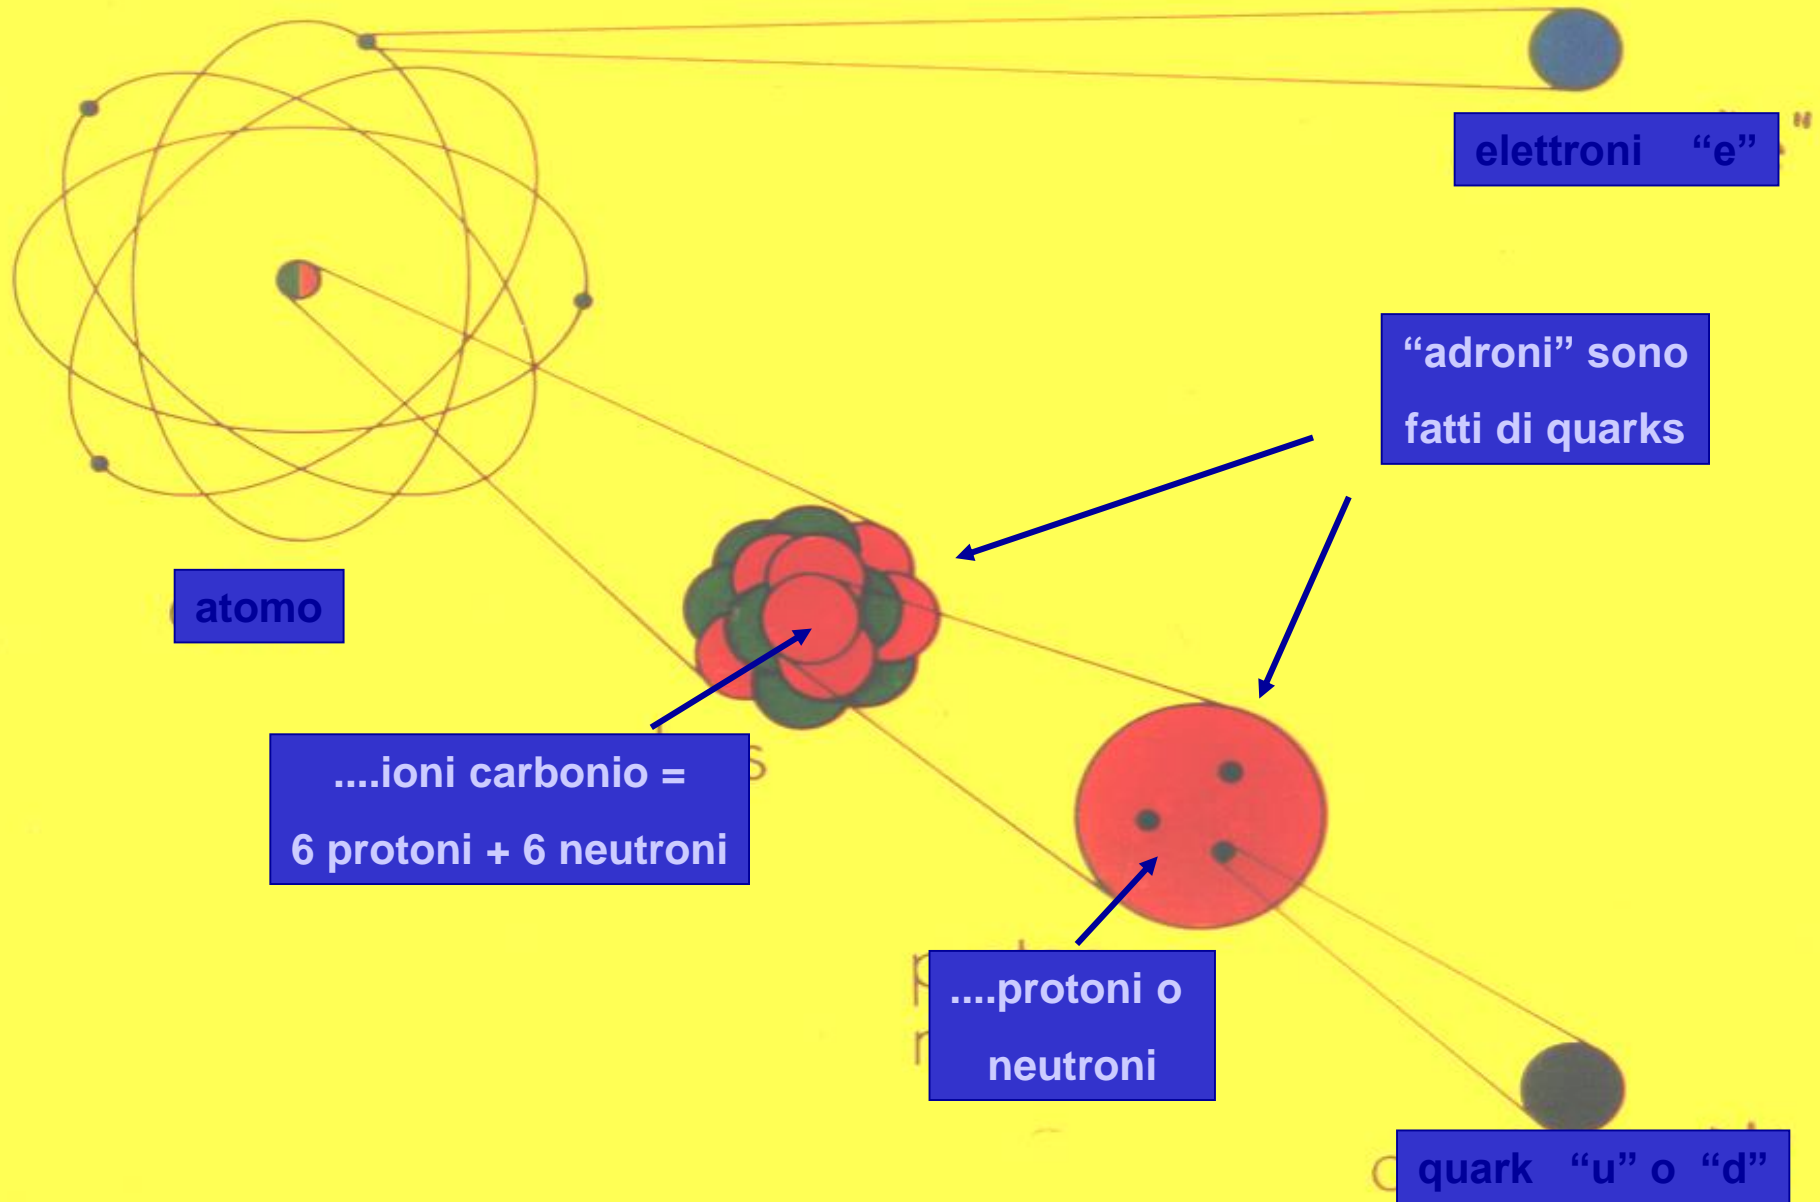 elettroni “e”
“adroni” sono
fatti di quarks
atomo
....ioni carbonio =
6 protoni + 6 neutroni
....protoni o
neutroni
quark “u” o “d”